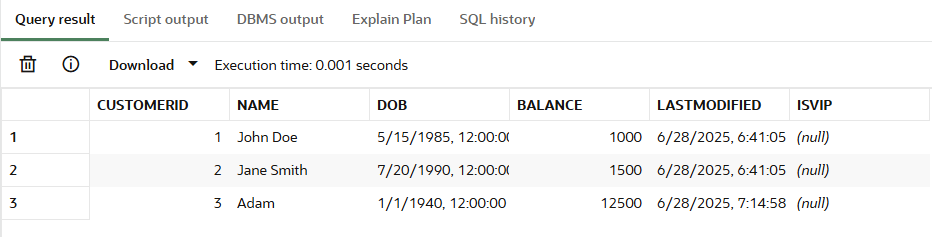 Query result Script output DBMS output Explain Plan SQL history
Download Execution time: 0.001 seconds
CUSTOMERID NAME DOB BALANCE LASTMODIFIED ISVIP
1 1 John Doe 5/15/1985, 12:00:00 1000 6/28/2025, 6:41:05 (null)
2 2 Jane Smith 7/20/1990, 12:00:00 1500 6/28/2025, 6:41:05 (null)
3 3 Adam 1/1/1940, 12:00:00 12500 6/28/2025, 7:14:58 (null)